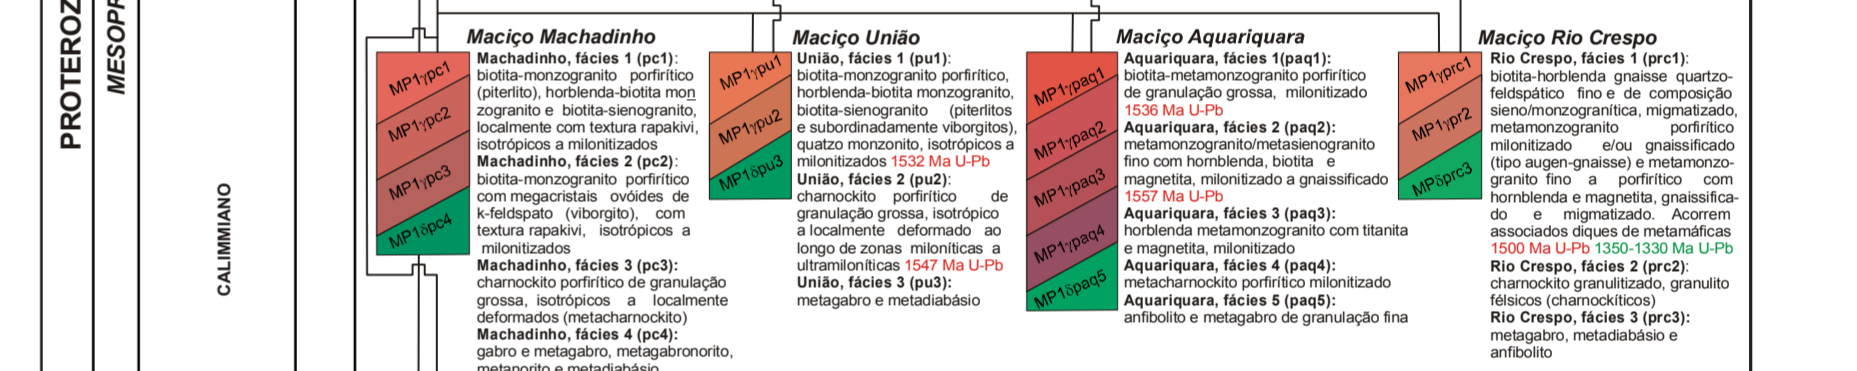 PROTEROZ
MESOPR
CALIMMIANO
Maciço Machadinho
MP1γpc1
MP1γpc2
MP1γpc3
MP1δpc4
Machadinho, fácies 1 (pc1):
biotita-monzogranito porfirítico
(piterlito), horblenda-biotita mon
zogranito e biotita-sienogranito,
localmente com textura rapakivi,
isotrópicos a milonitizados
Machadinho, fácies 2 (pc2):
biotita-monzogranito porfirítico
com megacristais ovóides de
k-feldspato (viborgito), com
textura rapakivi, isotrópicos a
milonitizados
Machadinho, fácies 3 (pc3):
charnockito porfirítico de granulação
grossa, isotrópicos a localmente
deformados (metacharnockito)
Machadinho, fácies 4 (pc4):
gabro e metagabro, metagabronorito,
metanorito e metadiabásio
Maciço União
MP1γpu1
MP1γpu2
MP1δpu3
União, fácies 1 (pu1):
biotita-monzogranito porfirítico,
horblenda-biotita monzogranito,
biotita-sienogranito (piterlitos
e subordinadamente viborgitos),
quatzo monzonito, isotrópicos a
milonitizados 1532 Ma U-Pb
União, fácies 2 (pu2):
charnockito porfirítico de
granulação grossa, isotrópico
a localmente deformado ao
longo de zonas miloníticas a
ultramiloníticas 1547 Ma U-Pb
União, fácies 3 (pu3):
metagabro e metadiabásio
Maciço Aquariquara
MP1γpaq1
MP1γpaq2
MP1γpaq3
MP1γpaq4
MP1δpaq5
Aquariquara, fácies 1(paq1):
biotita-metamonzogranito porfirítico
de granulação grossa, milonitizado
1536 Ma U-Pb
Aquariquara, fácies 2 (paq2):
metamonzogranito/metasienogranito
fino com hornblenda, biotita e
magnetita, milonitizado a gnaissificado
1557 Ma U-Pb
Aquariquara, fácies 3 (paq3):
horblenda metamonzogranito com titanita
e magnetita, milonitizado
Aquariquara, fácies 4 (paq4):
metacharnockito porfirítico milonitizado
Aquariquara, fácies 5 (paq5):
anfibolito e metagabro de granulação fina
Maciço Rio Crespo
MP1γprc1
MP1γpr2
MPδprc3
Rio Crespo, fácies 1 (prc1):
biotita-horblenda gnaisse quartzo-
feldspático fino e de composição
sieno/monzogranítica, migmatizado,
metamonzogranito porfirítico
milonitizado e/ou gnaissificado
(tipo augen-gnaisse) e metamonzo-
granito fino a porfirítico com
hornblenda e magnetita, gnaissifica-
do e migmatizado. Acorrem
associados diques de metamáficas
1500 Ma U-Pb 1350-1330 Ma U-Pb
Rio Crespo, fácies 2 (prc2):
charnockito granulitizado, granulito
félsicos (charnockíticos)
Rio Crespo, fácies 3 (prc3):
metagabro, metadiabásio e
anfibolito